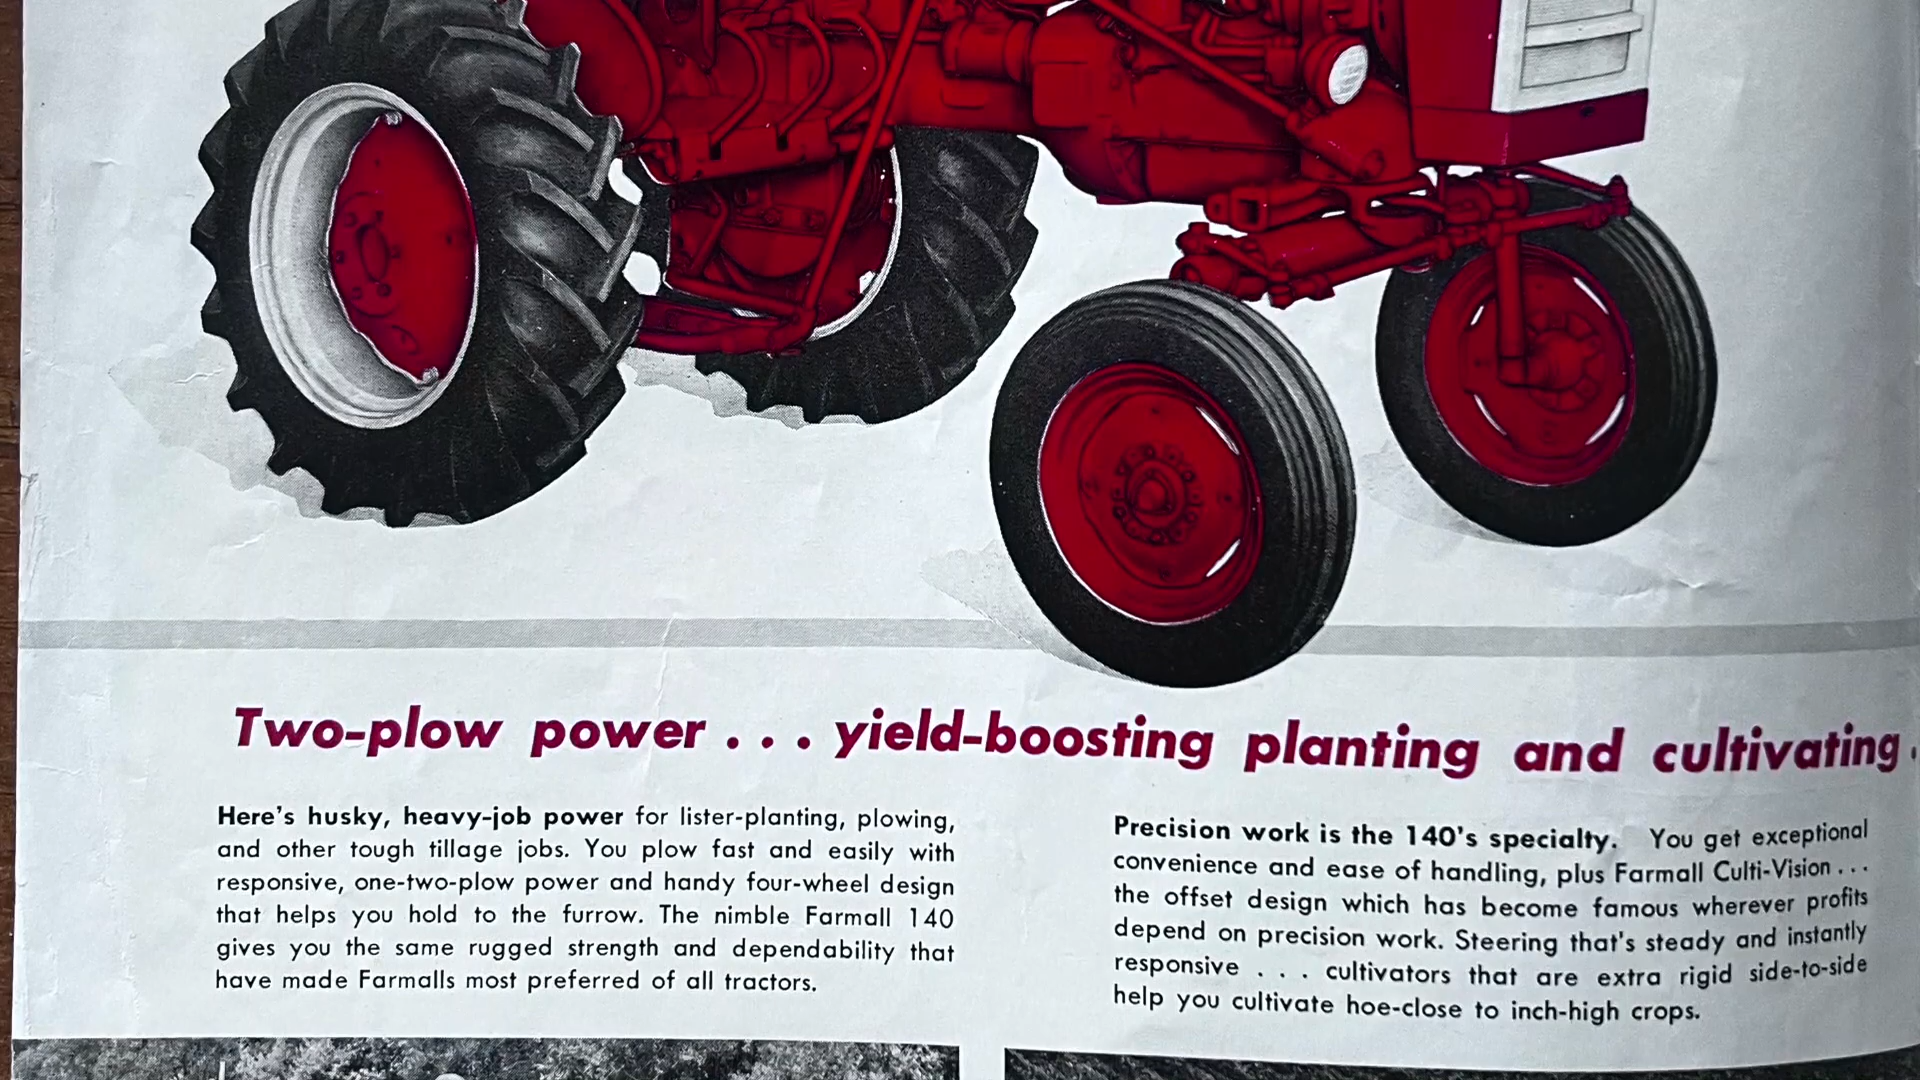 Two-plow power . . . yield-boosting planting and cultivating .
Here's husky, heavy-job power for lister-planting, plowing,
and other tough tillage jobs. You plow fast and easily with
responsive, one-two-plow power and handy four-wheel design
that helps you hold to the furrow. The nimble Farmall 140
gives you the same rugged strength and dependability that
have made Farmalls most preferred of all tractors.
Precision work is the 140's specialty. You get exceptional
convenience and ease of handling, plus Farmall Culti-Vision . . .
the offset design which has become famous wherever profits
depend on precision work. Steering that's steady and instantly
responsive . . . cultivators that are extra rigid side-to-side
help you cultivate hoe-close to inch-high crops.